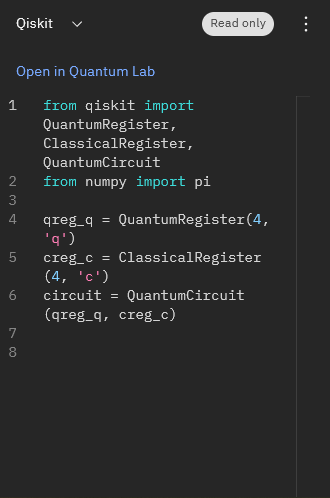 Qiskit
Read only
Open in Quantum Lab
1 from qiskit import
QuantumRegister,
ClassicalRegister,
QuantumCircuit
2 from numpy import pi
3
4 qreg_q = QuantumRegister(4,
'q')
5 creg_c = ClassicalRegister
(4, 'c')
6 circuit = QuantumCircuit
(qreg_q, creg_c)
7
8